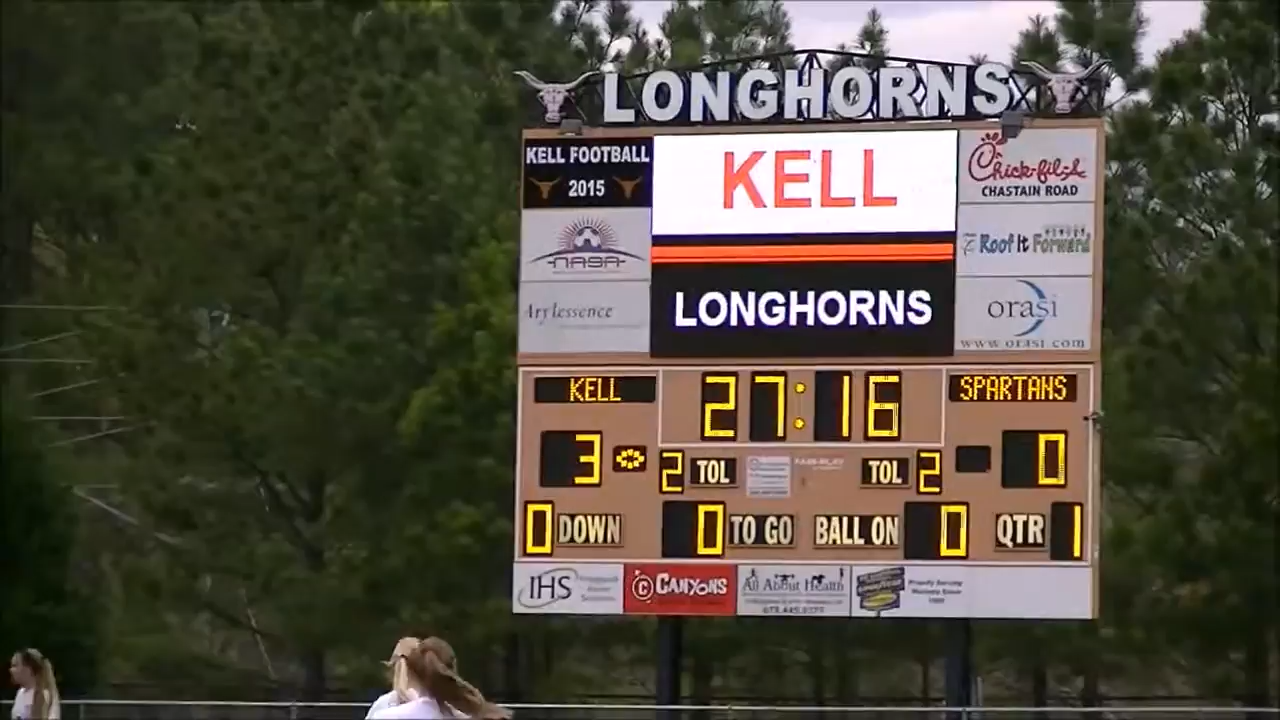 LONGHORNS
KELL FOOTBALL
2015
KELL
LONGHORNS
Chick-fil-A
CHASTAIN ROAD
NASA
Roof It Forward
Arylessence
orasi
www.orasi.com
KELL
27:16
SPARTANS
3
2 TOL
TOL 2
0
0 DOWN
0 TO GO
BALL ON 0
QTR 1
IHS
CANYONS
All About Health